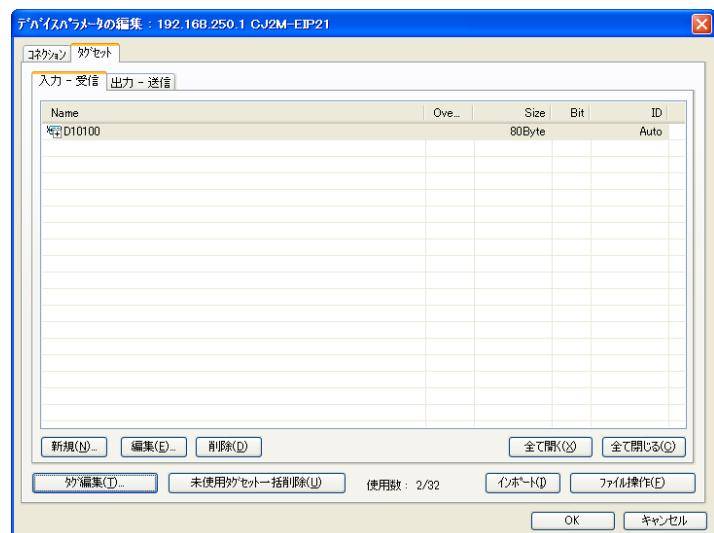 ﾃﾞﾊﾞｲｽﾊﾟﾗﾒｰﾀの編集 : 192.168.250.1 CJ2M-EIP21
ｺﾈｸｼｮﾝ ﾀｸﾞｾｯﾄ
入力 - 受信 出力 - 送信
Name Ove... Size Bit ID
D10100 80Byte Auto
新規(N)... 編集(E)... 削除(D) 全て開く(X) 全て閉じる(C)
ﾀｸﾞ編集(T)... 未使用ﾀｸﾞｾｯﾄ一括削除(U) 使用数 : 2/32 ｲﾝﾎﾟｰﾄ(I) ﾌｧｲﾙ操作(F)
OK ｷｬﾝｾﾙ